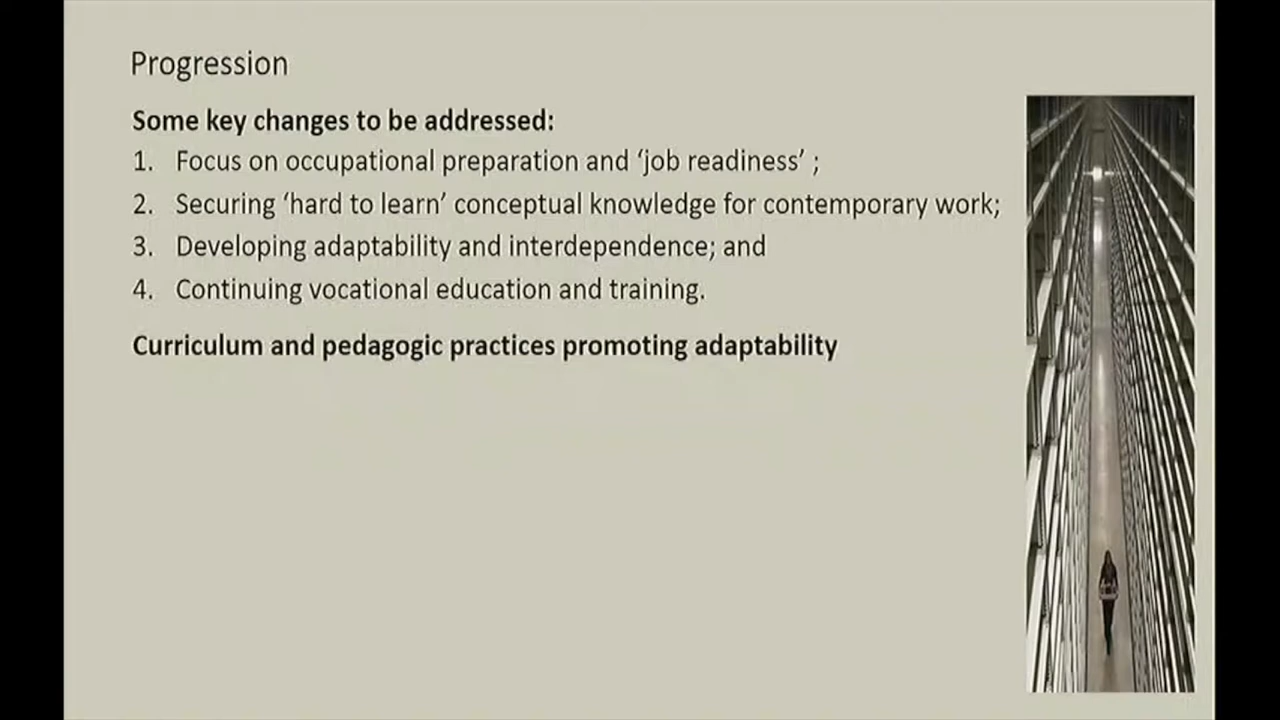 Progression
Some key changes to be addressed:
1. Focus on occupational preparation and ‘job readiness’ ;
2. Securing ‘hard to learn’ conceptual knowledge for contemporary work;
3. Developing adaptability and interdependence; and
4. Continuing vocational education and training.
Curriculum and pedagogic practices promoting adaptability